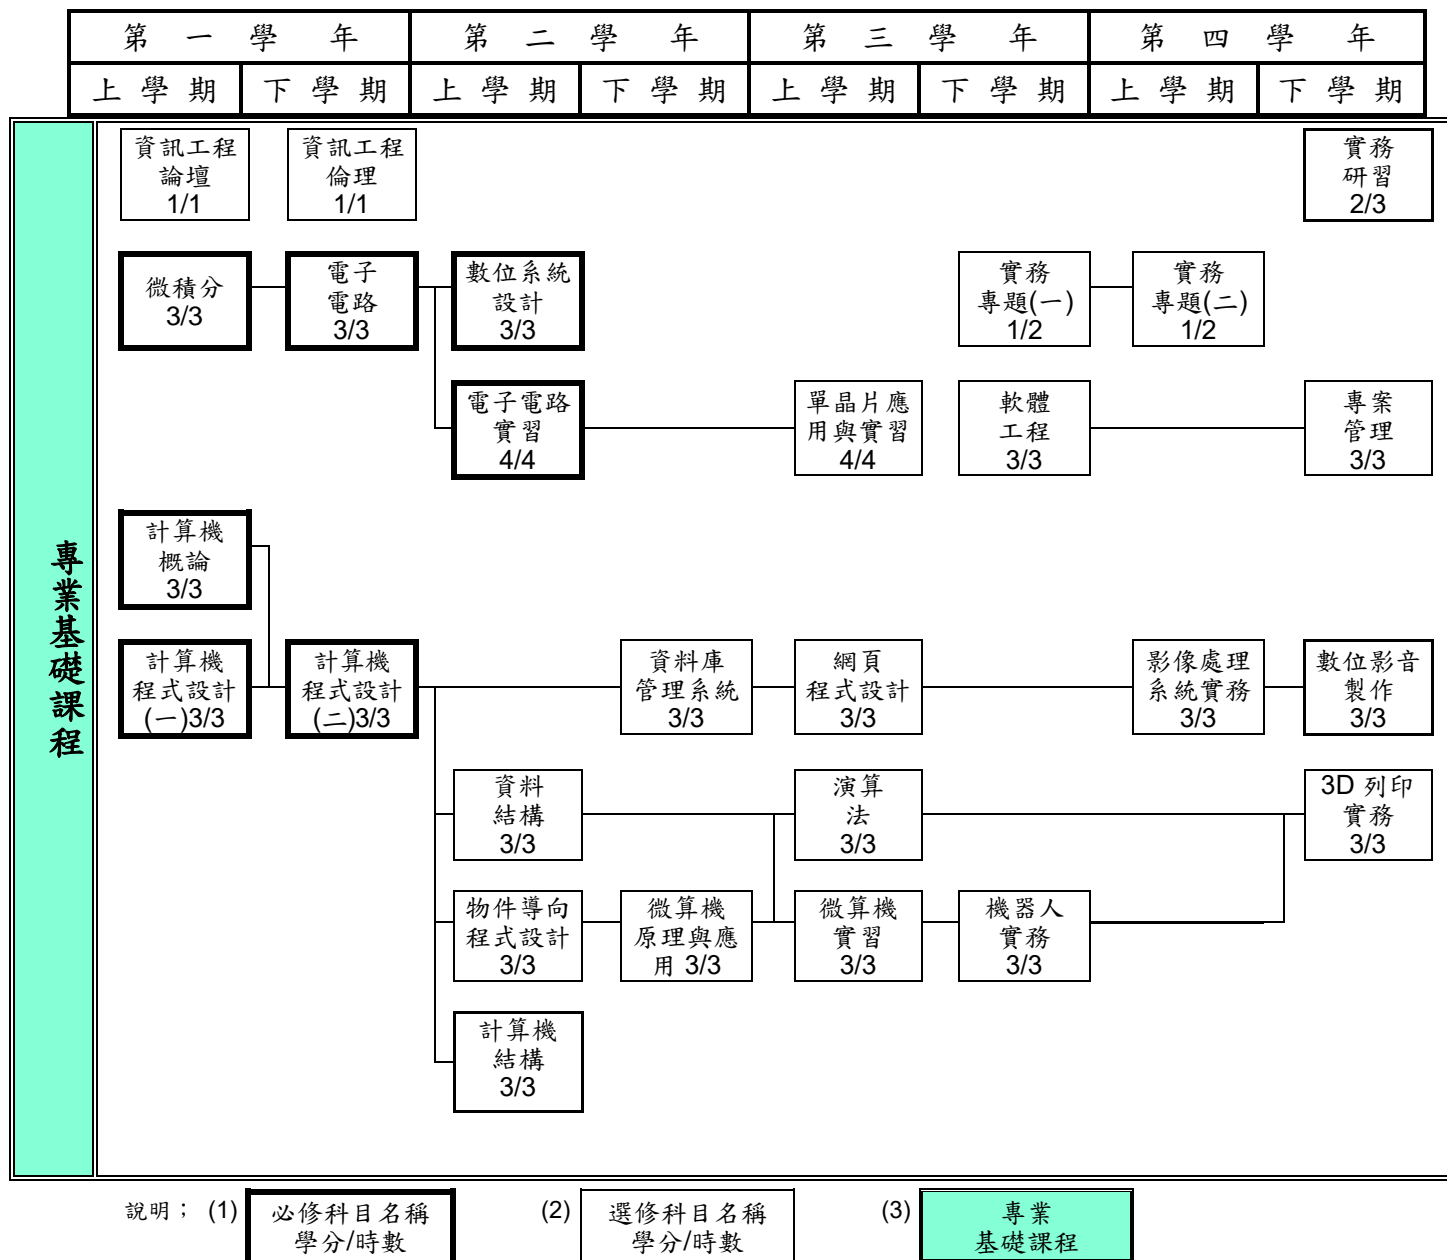 第一學年
第二學年
第三學年
第四學年
上學期
下學期
上學期
下學期
上學期
下學期
上學期
下學期
專業基礎課程
資訊工程
論壇
1/1
資訊工程
倫理
1/1
實務
研習
2/3
微積分
3/3
電子
電路
3/3
數位系統
設計
3/3
實務
專題(一)
1/2
實務
專題(二)
1/2
電子電路
實習
4/4
單晶片應
用與實習
4/4
軟體
工程
3/3
專案
管理
3/3
計算機
概論
3/3
計算機
程式設計
(一)3/3
計算機
程式設計
(二)3/3
資料庫
管理系統
3/3
網頁
程式設計
3/3
影像處理
系統實務
3/3
數位影音
製作
3/3
資料
結構
3/3
演算
法
3/3
3D 列印
實務
3/3
物件導向
程式設計
3/3
微算機
原理與應
用 3/3
微算機
實習
3/3
機器人
實務
3/3
計算機
結構
3/3
說明； (1)
必修科目名稱
學分/時數
(2)
選修科目名稱
學分/時數
(3)
專業
基礎課程